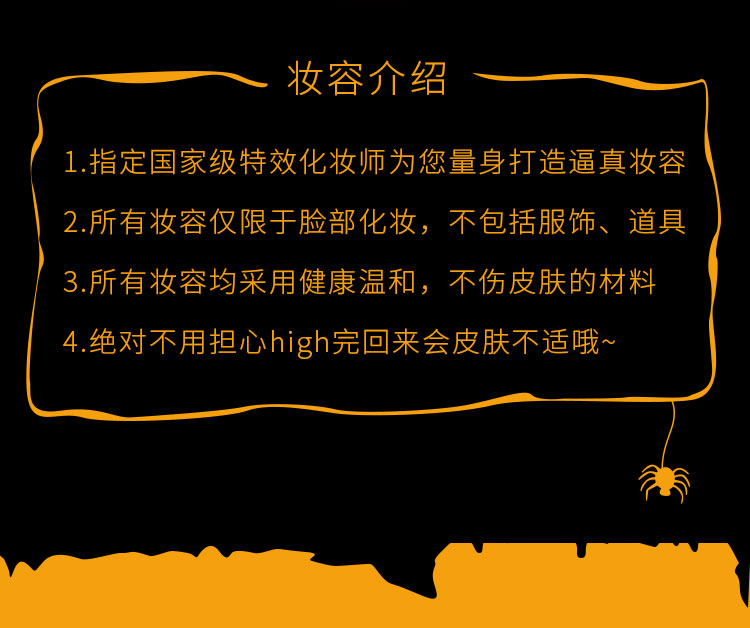 妆容介绍
1.指定国家级特效化妆师为您量身打造逼真妆容
2.所有妆容仅限于脸部化妆，不包括服饰、道具
3.所有妆容均采用健康温和，不伤皮肤的材料
4.绝对不用担心high完回来会皮肤不适哦~